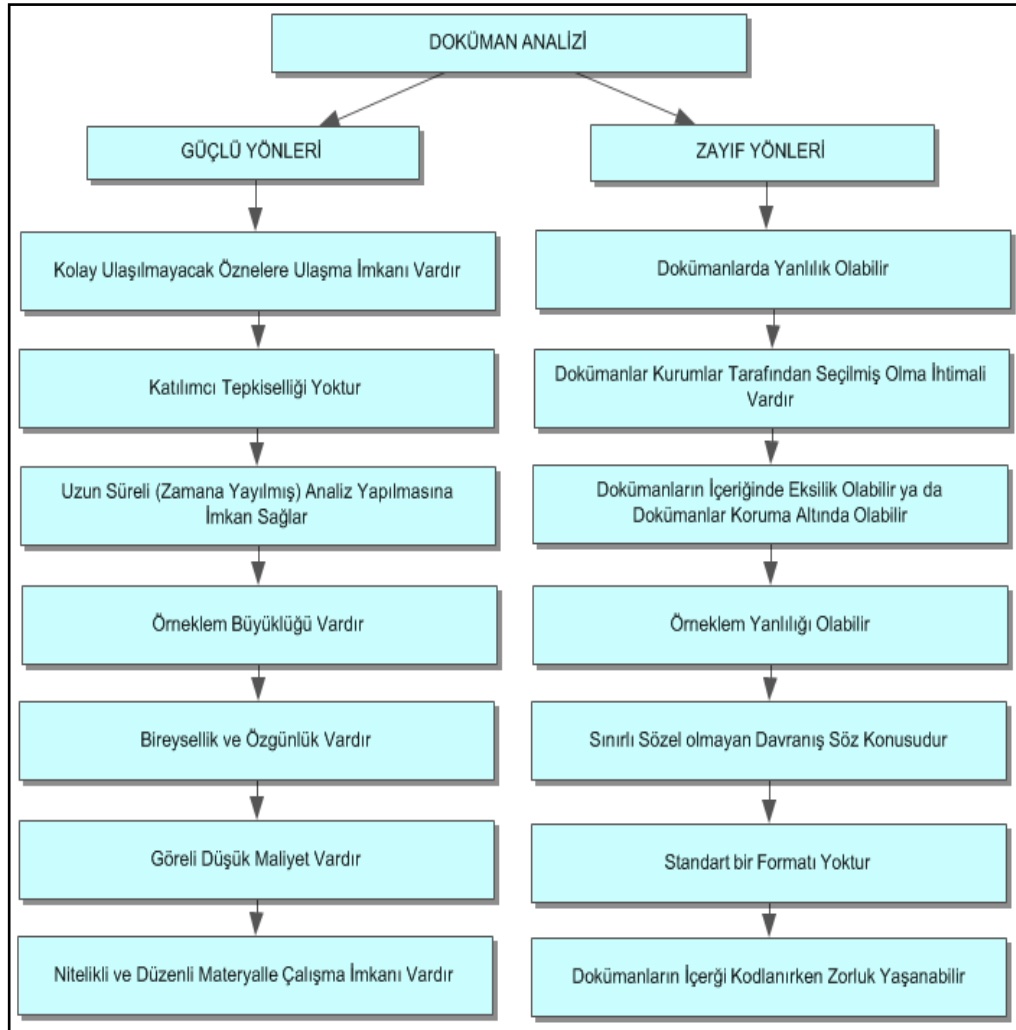 DOKÜMAN ANALİZİ
GÜÇLÜ YÖNLERİ
Kolay Ulaşılmayacak Öznelere Ulaşma İmkanı Vardır
Katılımcı Tepkiselliği Yoktur
Uzun Süreli (Zamana Yayılmış) Analiz Yapılmasına
İmkan Sağlar
Örneklem Büyüklüğü Vardır
Bireysellik ve Özgünlük Vardır
Göreli Düşük Maliyet Vardır
Nitelikli ve Düzenli Materyalle Çalışma İmkanı Vardır
ZAYIF YÖNLERİ
Dokümanlarda Yanlılık Olabilir
Dokümanlar Kurumlar Tarafından Seçilmiş Olma İhtimali
Vardır
Dokümanların İçeriğinde Eksilik Olabilir ya da
Dokümanlar Koruma Altında Olabilir
Örneklem Yanlılığı Olabilir
Sınırlı Sözel olmayan Davranış Söz Konusudur
Standart bir Formatı Yoktur
Dokümanların İçerği Kodlanırken Zorluk Yaşanabilir